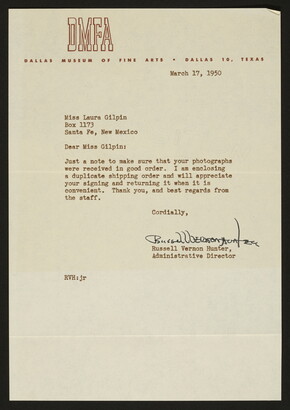 DMFA
DALLAS MUSEUM OF FINE ARTS • DALLAS 10, TEXAS
March 17, 1950
Miss Laura Gilpin
Box 1173
Santa Fe, New Mexico
Dear Miss Gilpin:
Just a note to make sure that your photographs
were received in good order. I am enclosing
a duplicate shipping order and will appreciate
your signing and returning it when it is
convenient. Thank you, and best regards from
the staff.
Cordially,
Russell Vernon Hunter
Russell Vernon Hunter,
Administrative Director
RVH:jr